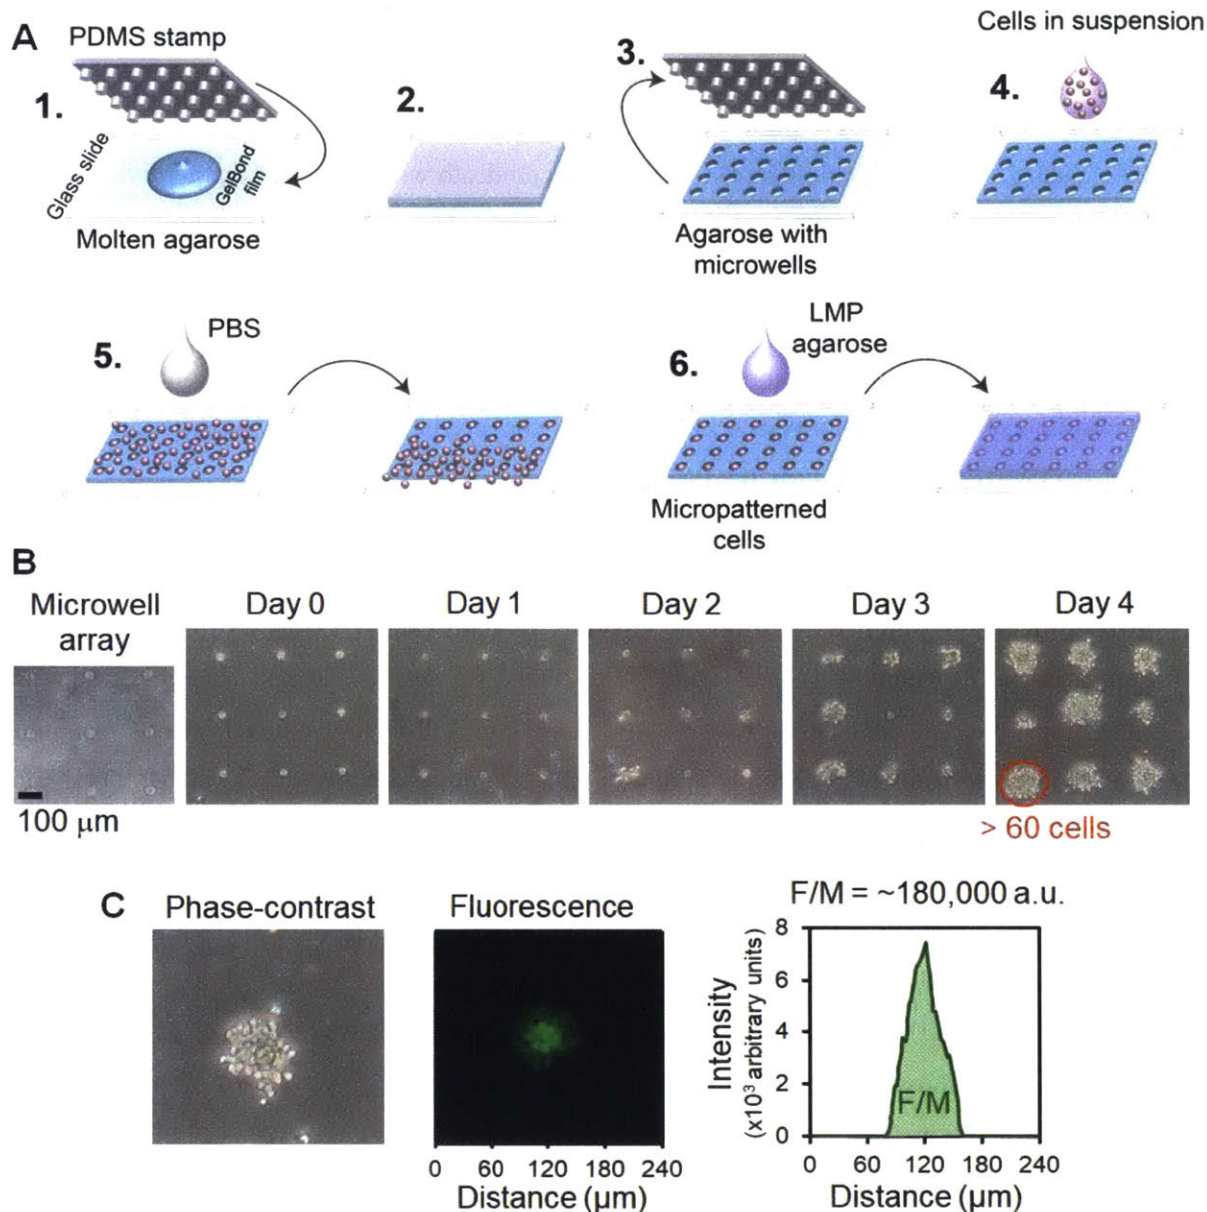 A
PDMS stamp
1.
Glass slide
GelBond
film
Molten agarose
2.
3.
Agarose with
microwells
Cells in suspension
4.
5.
PBS
6.
LMP
agarose
Micropatterned
cells
B
Microwell
array
Day 0
Day 1
Day 2
Day 3
Day 4
100 µm
> 60 cells
C
Phase-contrast
Fluorescence
0 60 120 180 240
Distance (µm)
F/M = ~180,000 a.u.
Intensity
(x10³ arbitrary units)
8
6
4
2
0
F/M
0 60 120 180 240
Distance (µm)